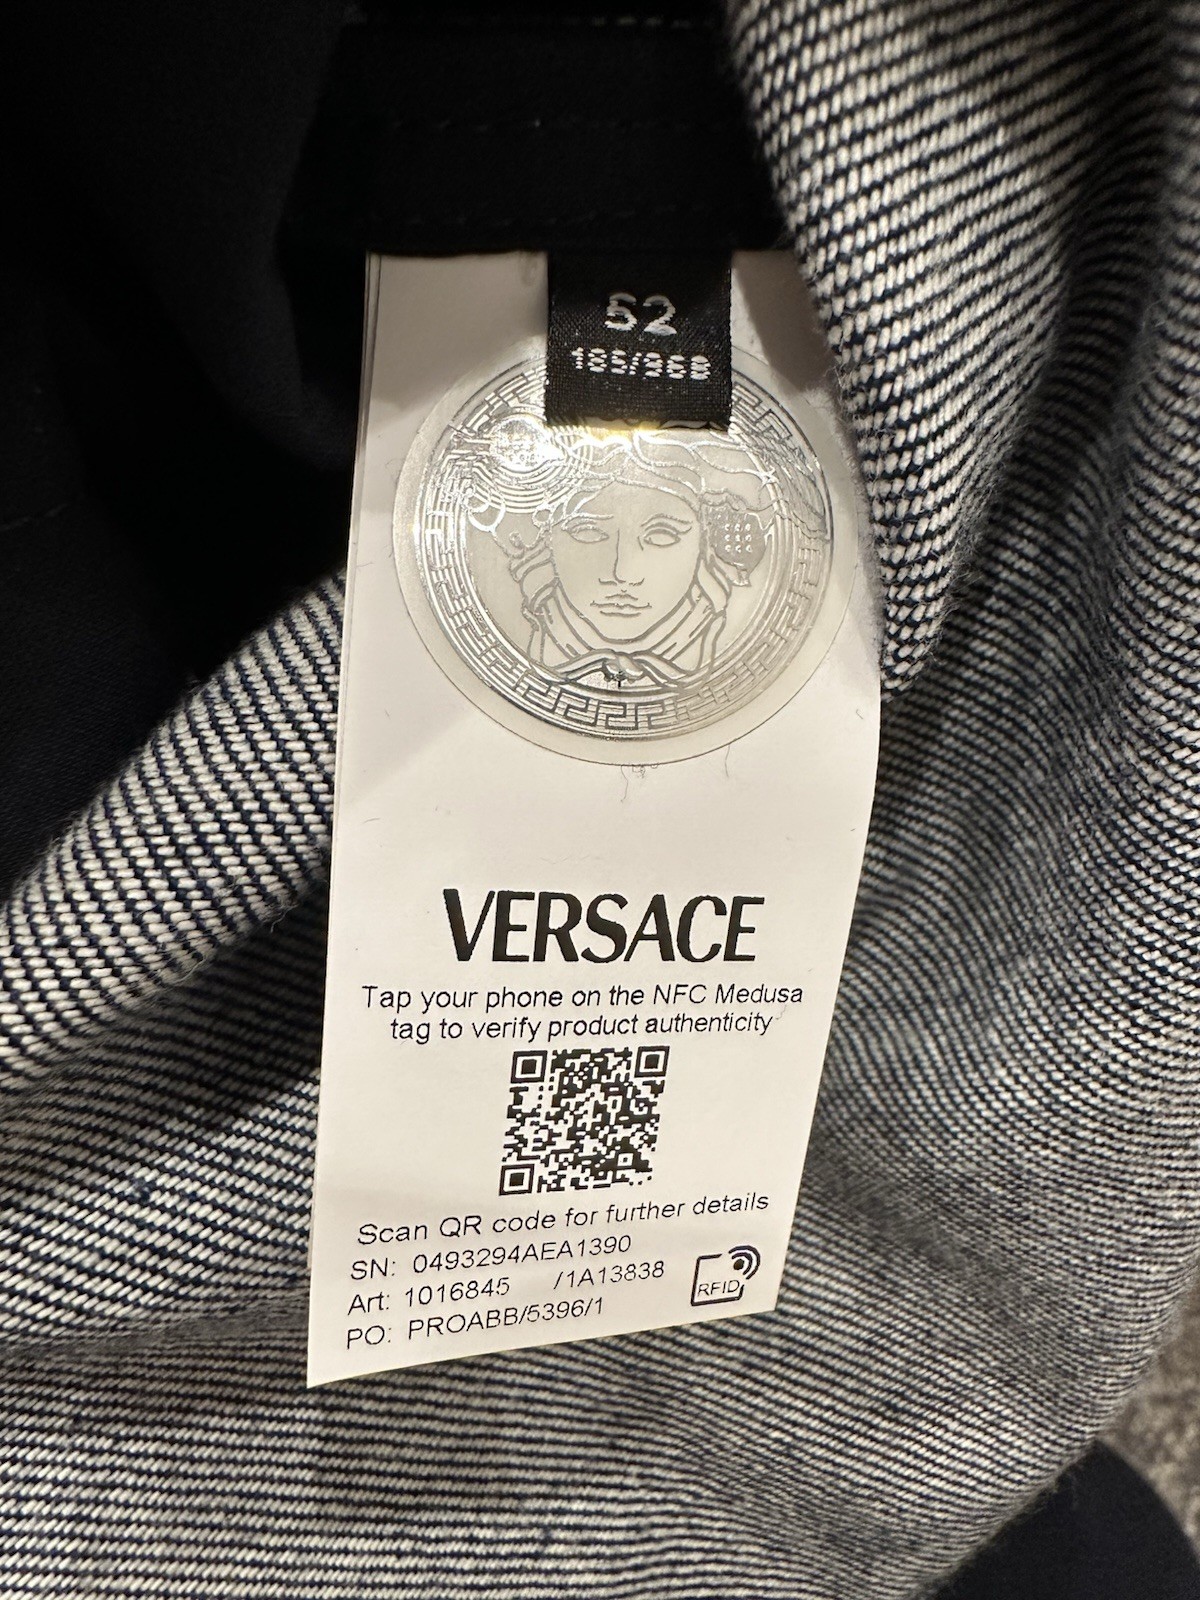 52
185/96B
VERSACE
Tap your phone on the NFC Medusa
tag to verify product authenticity
Scan QR code for further details
SN: 0493294AEA1390
Art: 1016845 /1A13838
PO: PROABB/5396/1
RFID